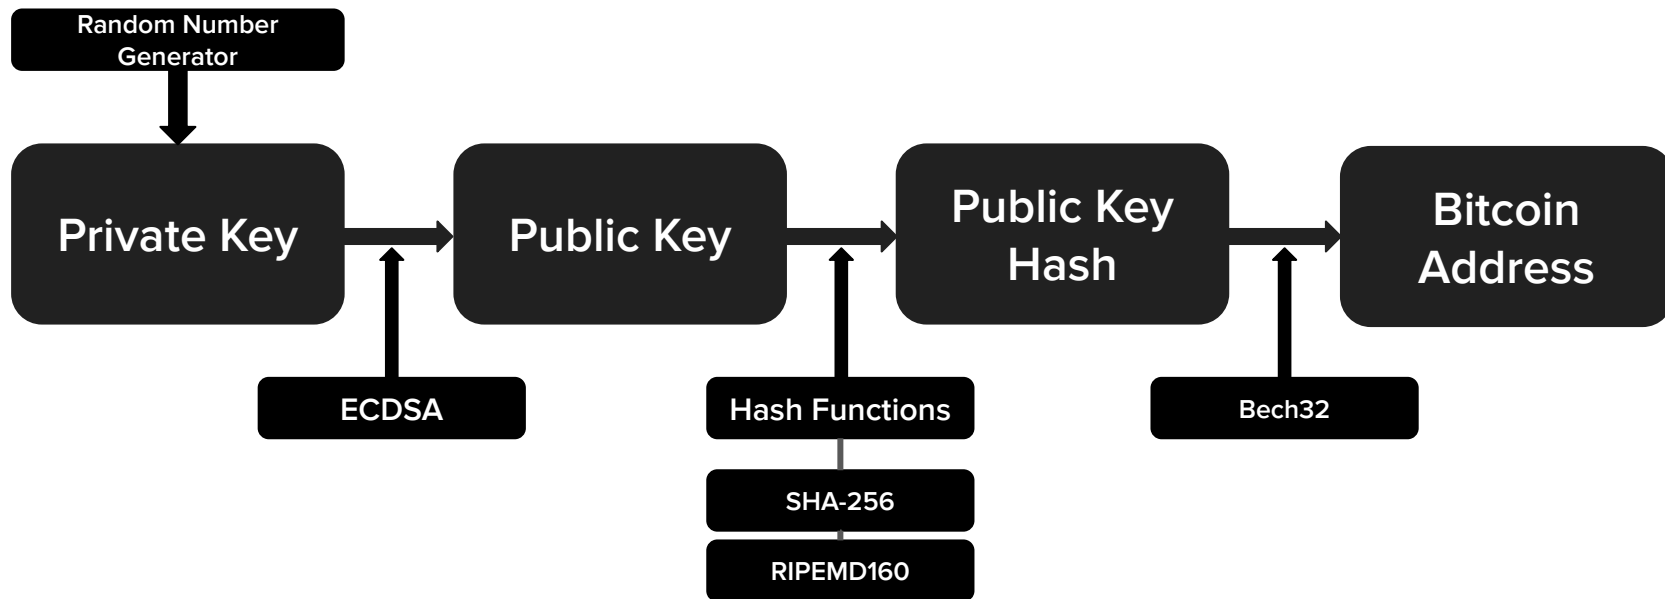 Random Number
Generator
Private Key
Public Key
Public Key
Hash
Bitcoin
Address
ECDSA
Hash Functions
Bech32
SHA-256
RIPEMD160